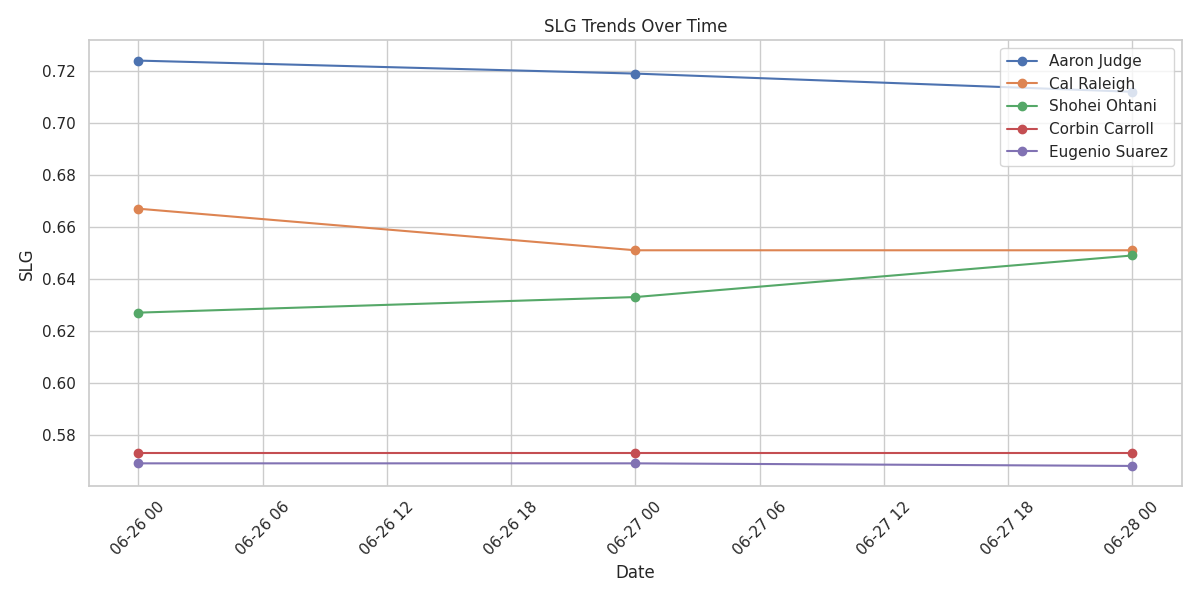 SLG Trends Over Time
Aaron Judge
Cal Raleigh
Shohei Ohtani
Corbin Carroll
Eugenio Suarez
0.72
0.70
0.68
0.66
0.64
0.62
0.60
0.58
SLG
06-26 00
06-26 06
06-26 12
06-26 18
06-27 00
06-27 06
06-27 12
06-27 18
06-28 00
Date